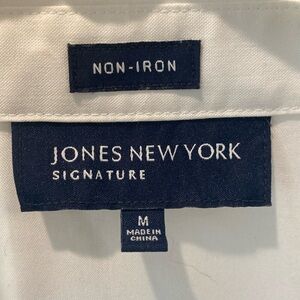 NON-IRON
JONES NEW YORK
SIGNATURE
M
MADE IN
CHINA